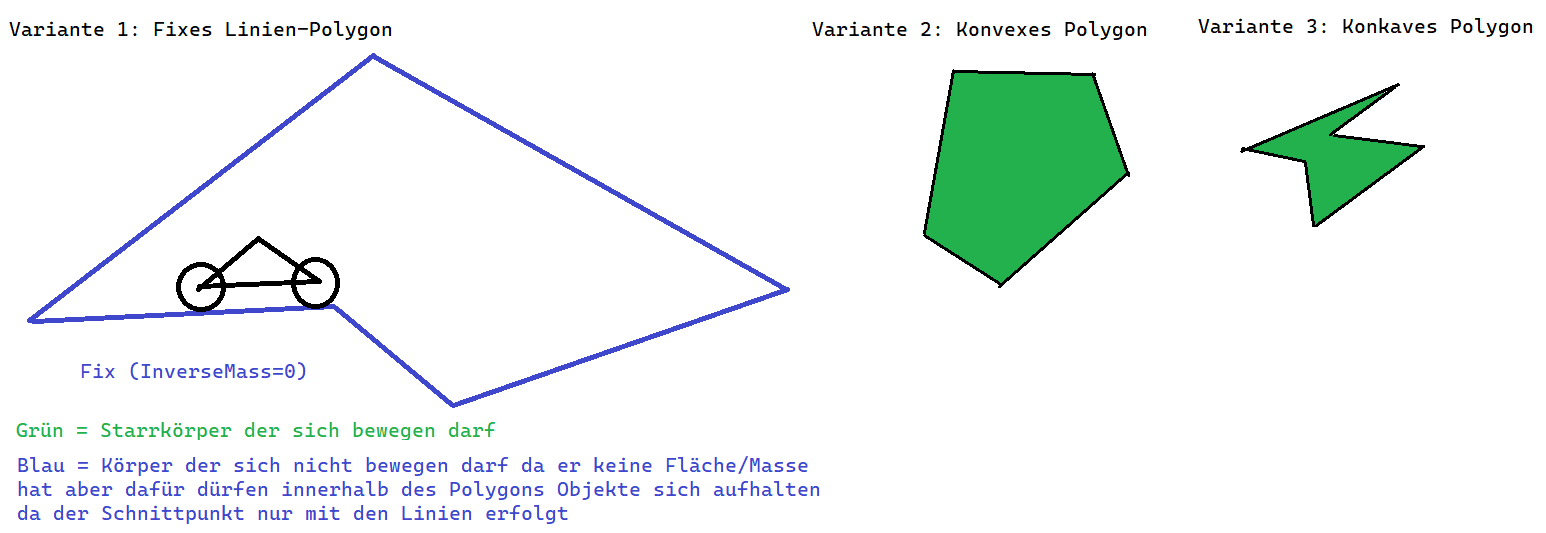 Variante 1: Fixes Linien-Polygon
Variante 2: Konvexes Polygon
Variante 3: Konkaves Polygon
Fix (InverseMass=0)
Grün = Starrkörper der sich bewegen darf
Blau = Körper der sich nicht bewegen darf da er keine Fläche/Masse
hat aber dafür dürfen innerhalb des Polygons Objekte sich aufhalten
da der Schnittpunkt nur mit den Linien erfolgt